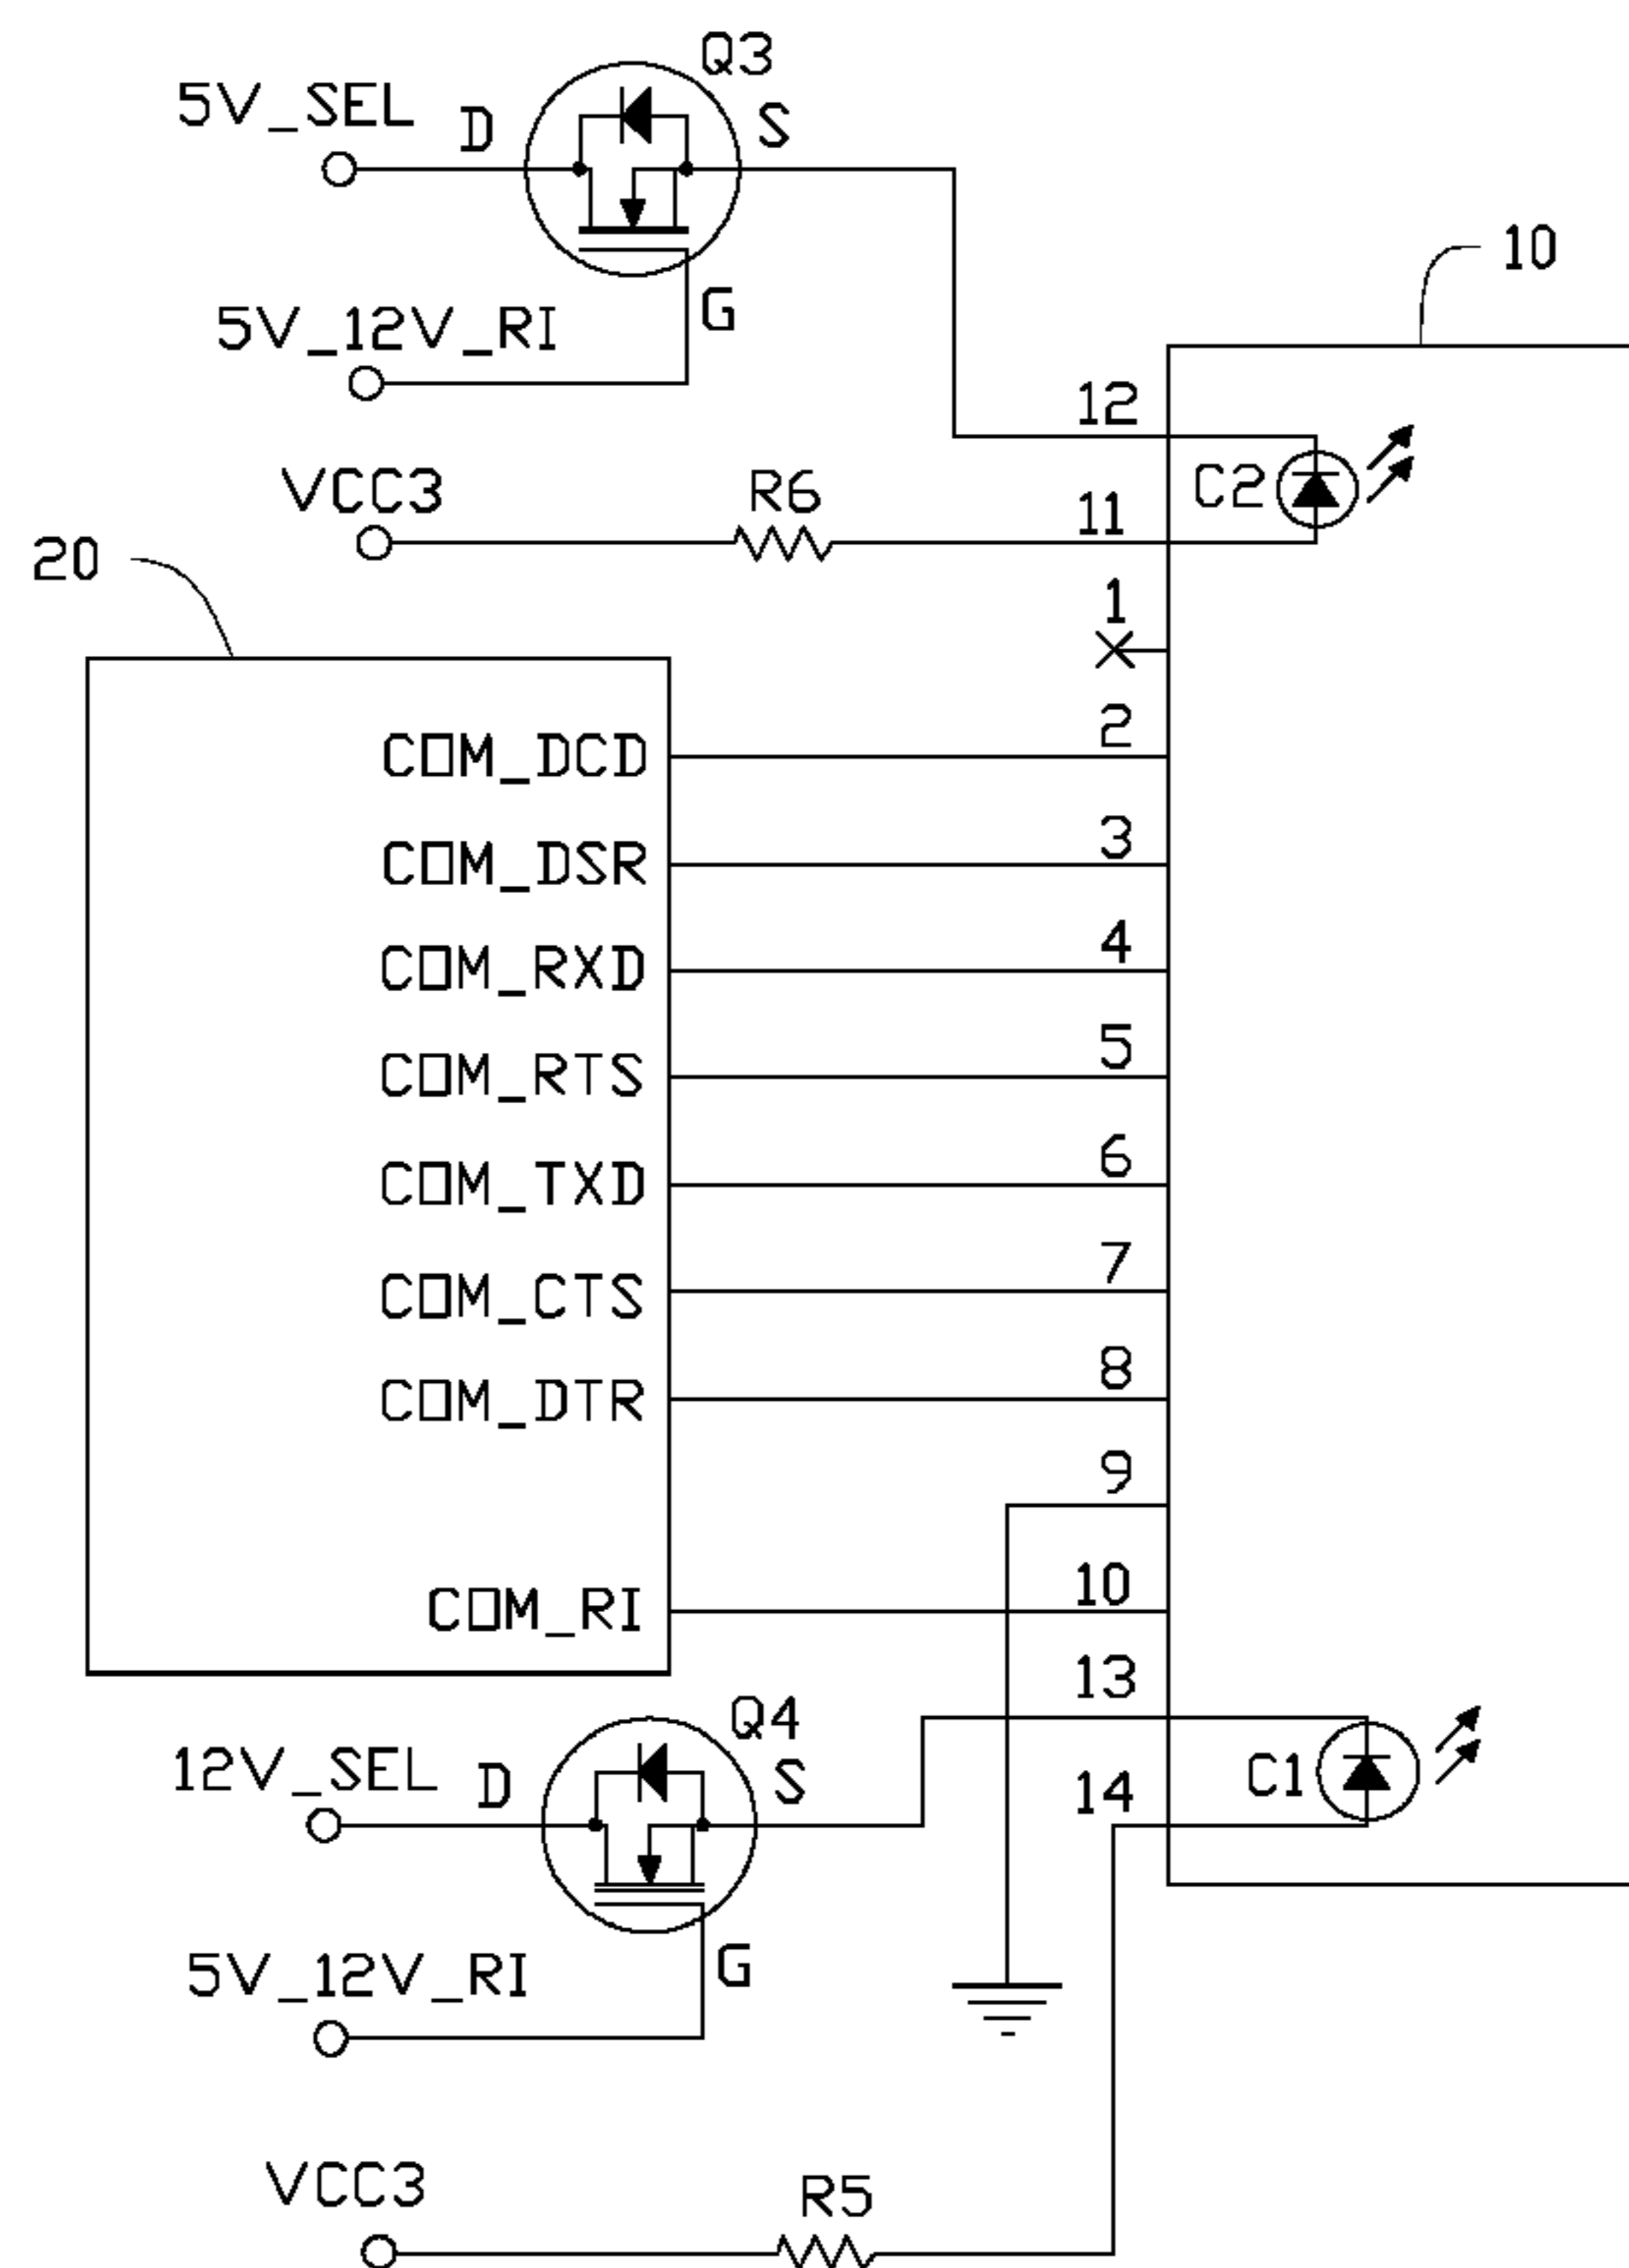 Q3
5V_SEL
D
S
10
G
5V_12V_RI
12
VCC3
R6
C2
11
20
1
2
COM_DCD
3
COM_DSR
4
COM_RXD
5
COM_RTS
6
COM_TXD
7
COM_CTS
8
COM_DTR
9
10
COM_RI
13
Q4
12V_SEL
D
S
C1
14
5V_12V_RI
G
VCC3
R5